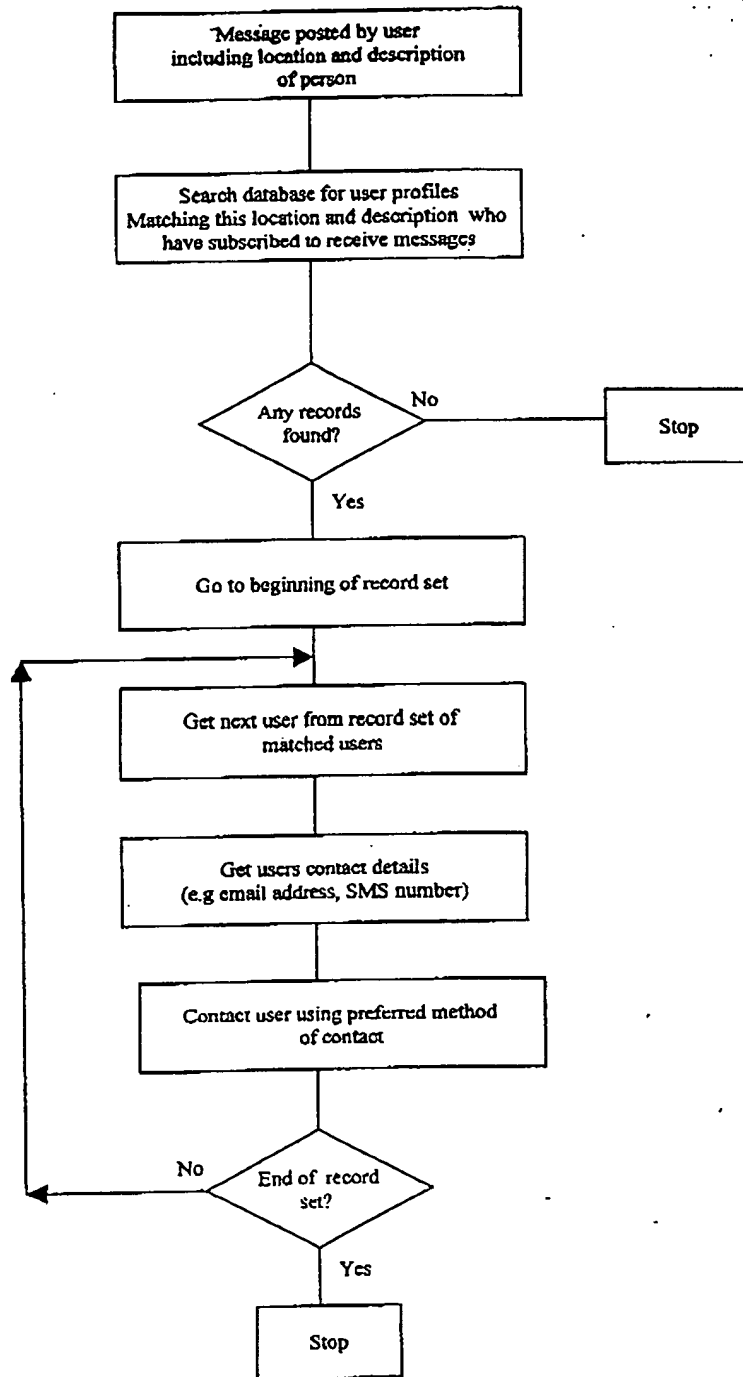 Message posted by user
including location and description
of person
Search database for user profiles
Matching this location and description who
have subscribed to receive messages
Any records
found?
No
Stop
Yes
Go to beginning of record set
Get next user from record set of
matched users
Get users contact details
(e.g email address, SMS number)
Contact user using preferred method
of contact
No
End of record
set?
Yes
Stop